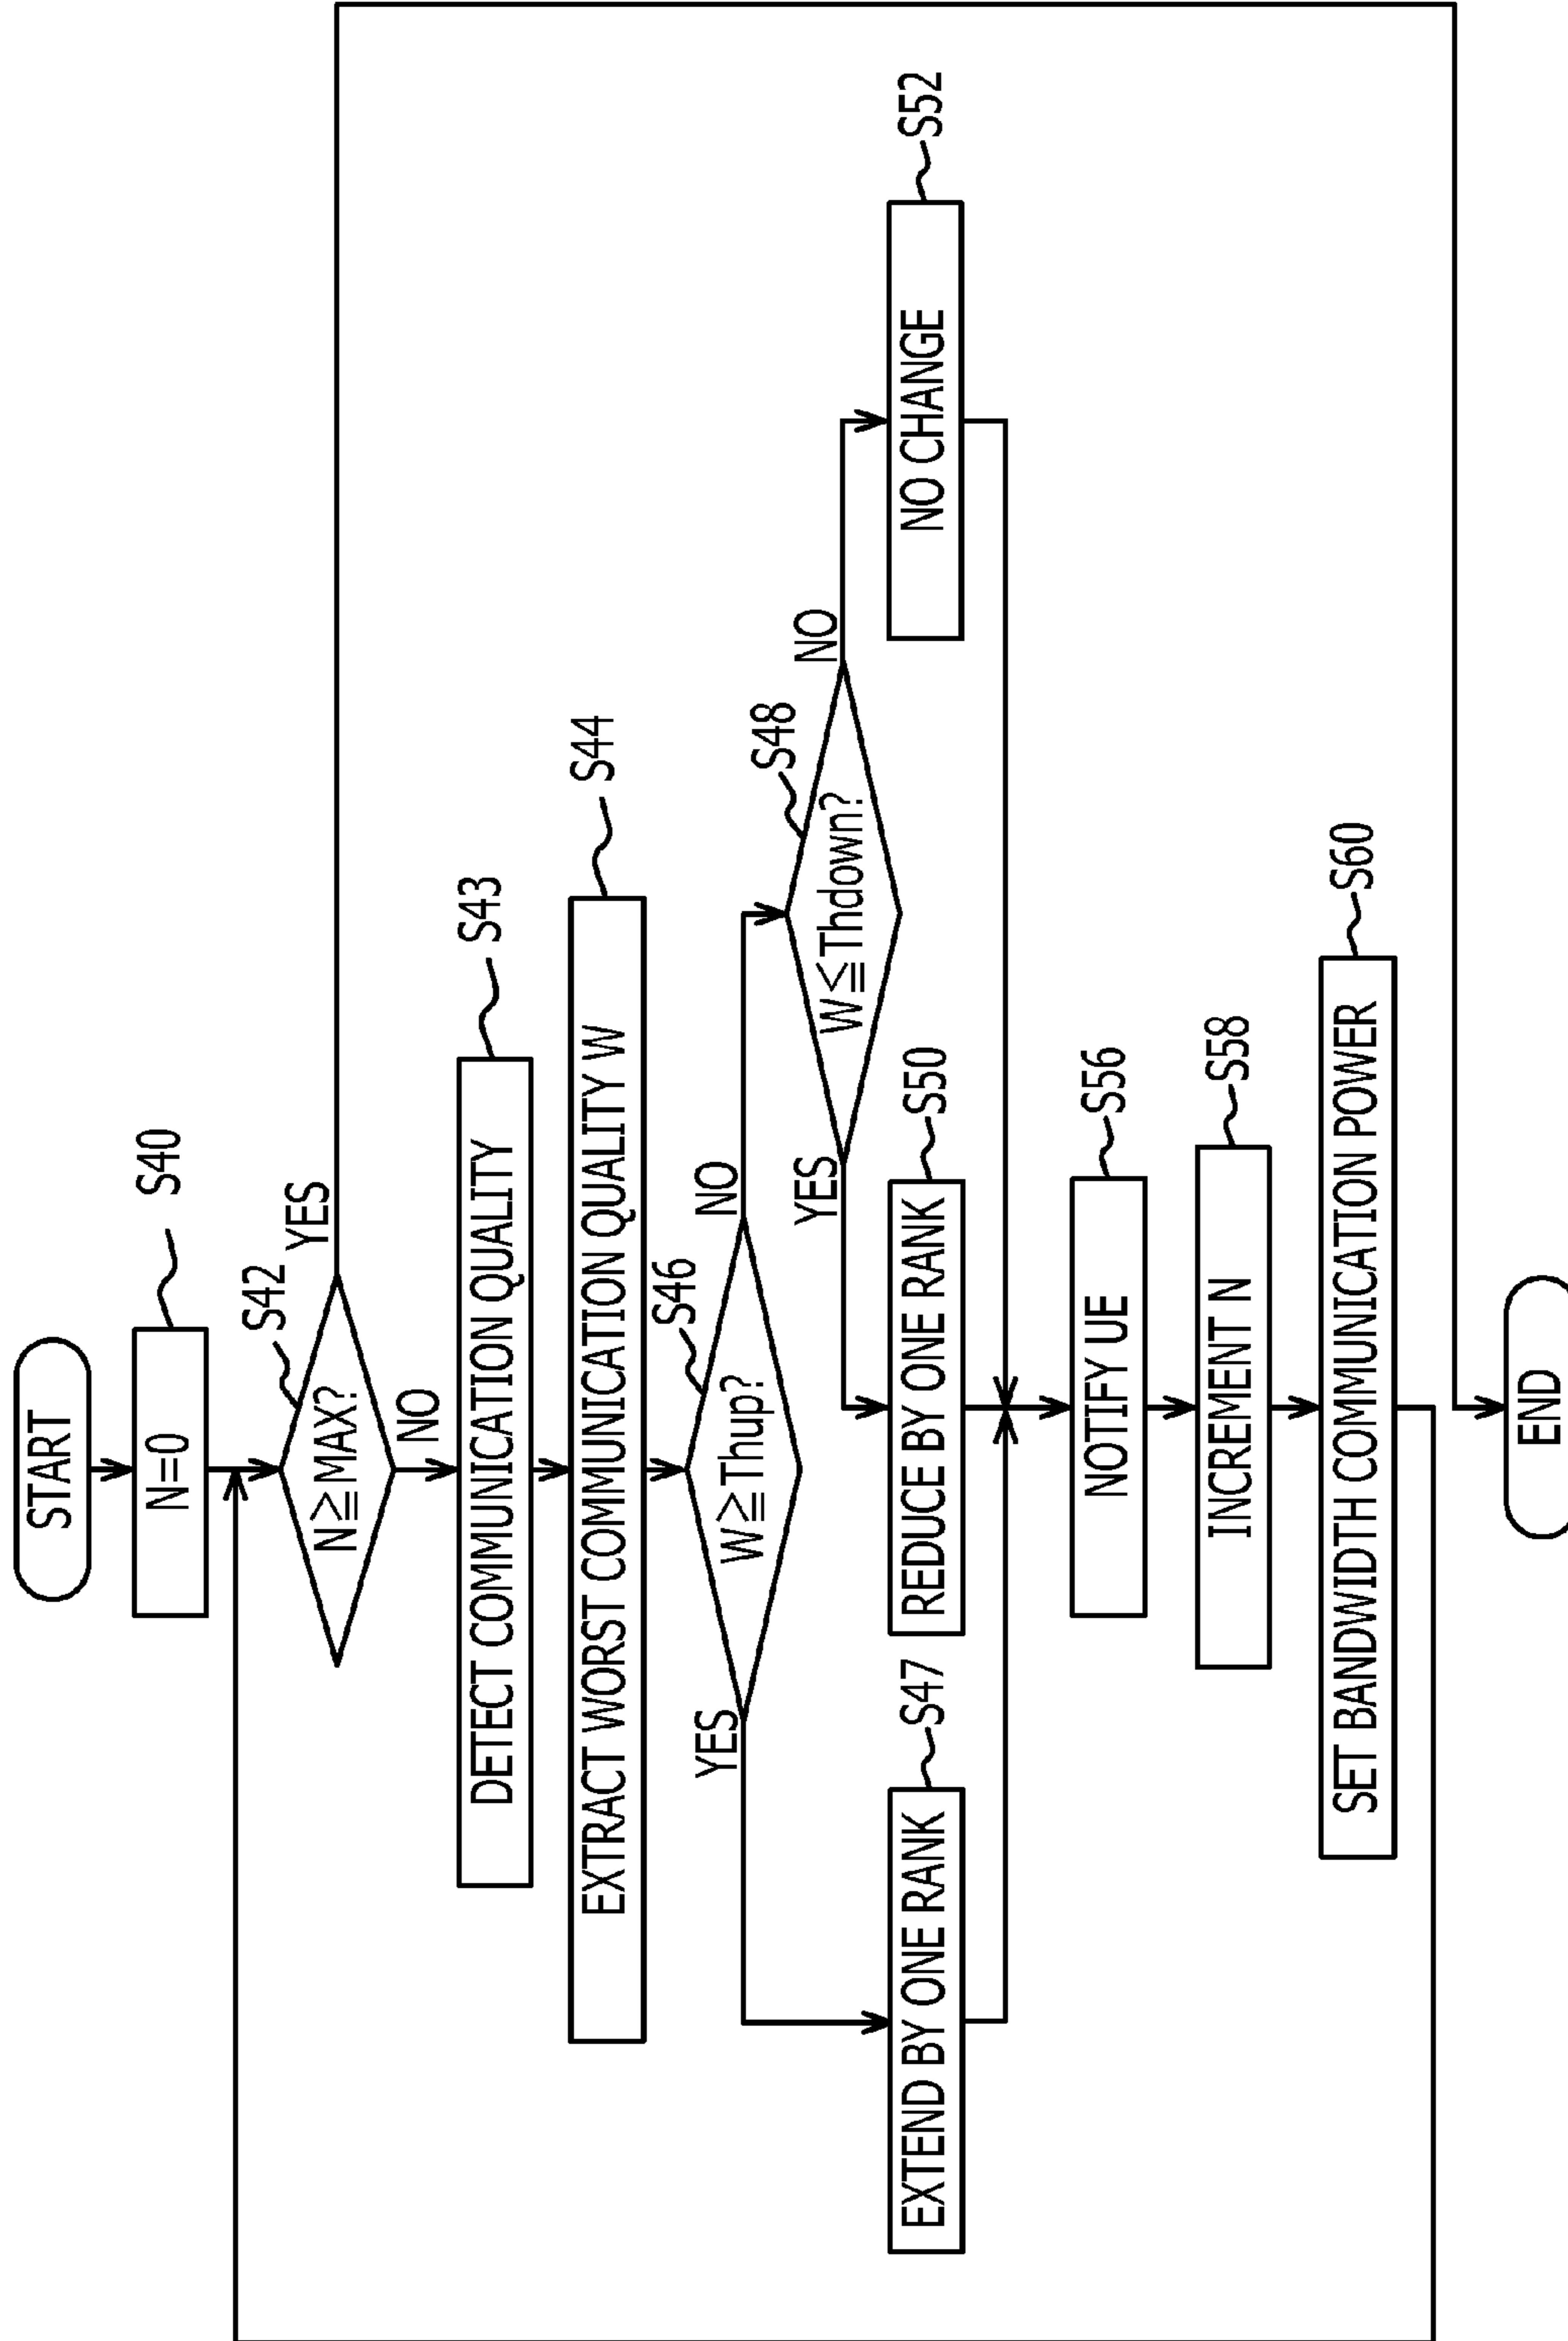 START
N=0
S40
N≧MAX?
S42
YES
NO
DETECT COMMUNICATION QUALITY
S43
EXTRACT WORST COMMUNICATION QUALITY W
S44
W≧Thup?
S46
YES
NO
W≦Thdown?
S48
YES
NO
EXTEND BY ONE RANK
S47
REDUCE BY ONE RANK
S50
NO CHANGE
S52
NOTIFY UE
S56
INCREMENT N
S58
SET BANDWIDTH COMMUNICATION POWER
S60
END